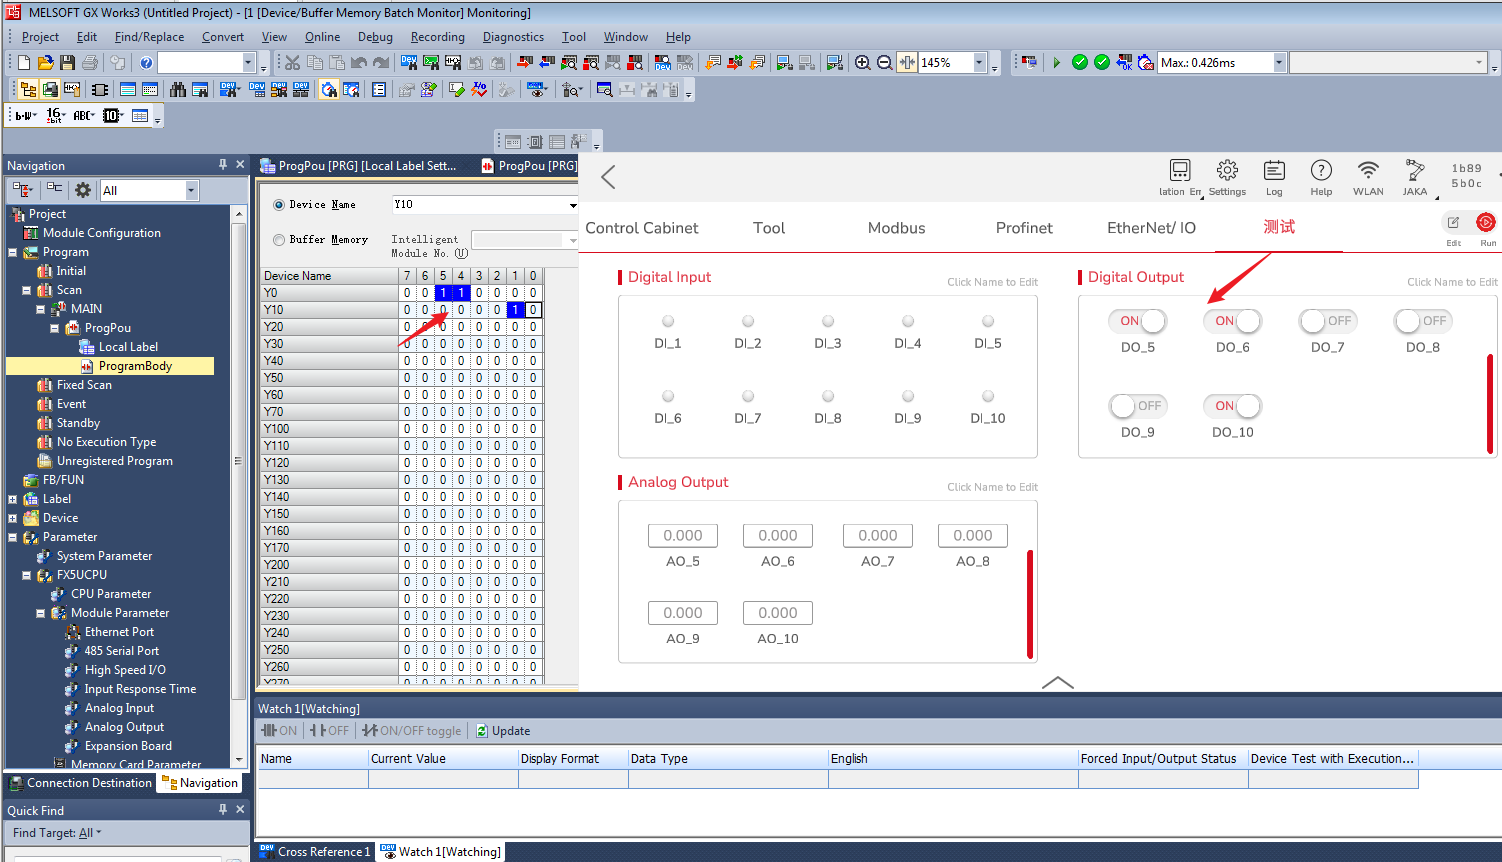 MELSOFT GX Works3 (Untitled Project) - [1 [Device/Buffer Memory Batch Monitor] Monitoring]
Project Edit Find/Replace Convert View Online Debug Recording Diagnostics Tool Window Help
145% Max.: 0.426ms
Navigation
All
Project
Module Configuration
Program
Initial
Scan
MAIN
ProgPou
Local Label
ProgramBody
Fixed Scan
Event
Standby
No Execution Type
Unregistered Program
FB/FUN
Label
Device
Parameter
System Parameter
FX5UCPU
CPU Parameter
Module Parameter
Ethernet Port
485 Serial Port
High Speed I/O
Input Response Time
Analog Input
Analog Output
Expansion Board
Memory Card Parameter
Connection Destination Navigation
Quick Find
Find Target: All
ProgPou [PRG] [Local Label Sett... ProgPou [PRG]
Device Name Y10
Buffer Memory Intelligent Module No. (U)
Device Name 7 6 5 4 3 2 1 0
Y0 0 0 1 1 0 0 0 0
Y10 0 0 0 0 0 0 1 0
Y20 0 0 0 0 0 0 0 0
Y30 0 0 0 0 0 0 0 0
Y40 0 0 0 0 0 0 0 0
Y50 0 0 0 0 0 0 0 0
Y60 0 0 0 0 0 0 0 0
Y70 0 0 0 0 0 0 0 0
Y100 0 0 0 0 0 0 0 0
Y110 0 0 0 0 0 0 0 0
Y120 0 0 0 0 0 0 0 0
Y130 0 0 0 0 0 0 0 0
Y140 0 0 0 0 0 0 0 0
Y150 0 0 0 0 0 0 0 0
Y160 0 0 0 0 0 0 0 0
Y170 0 0 0 0 0 0 0 0
Y200 0 0 0 0 0 0 0 0
Y210 0 0 0 0 0 0 0 0
Y220 0 0 0 0 0 0 0 0
Y230 0 0 0 0 0 0 0 0
Y240 0 0 0 0 0 0 0 0
Y250 0 0 0 0 0 0 0 0
Y260 0 0 0 0 0 0 0 0
Y270 0 0 0 0 0 0 0 0
lation Settings Log Help WLAN JAKA 1b89
5b0c
Control Cabinet Tool Modbus Profinet EtherNet/ IO 测试
Edit Run
Digital Input Click Name to Edit
DI_1 DI_2 DI_3 DI_4 DI_5
DI_6 DI_7 DI_8 DI_9 DI_10
Digital Output Click Name to Edit
ON ON OFF OFF
DO_5 DO_6 DO_7 DO_8
OFF ON
DO_9 DO_10
Analog Output Click Name to Edit
0.000 0.000 0.000 0.000
AO_5 AO_6 AO_7 AO_8
0.000 0.000
AO_9 AO_10
Watch 1[Watching]
ON OFF ON/OFF toggle Update
Name Current Value Display Format Data Type English Forced Input/Output Status Device Test with Execution...
Cross Reference 1 Watch 1[Watching]